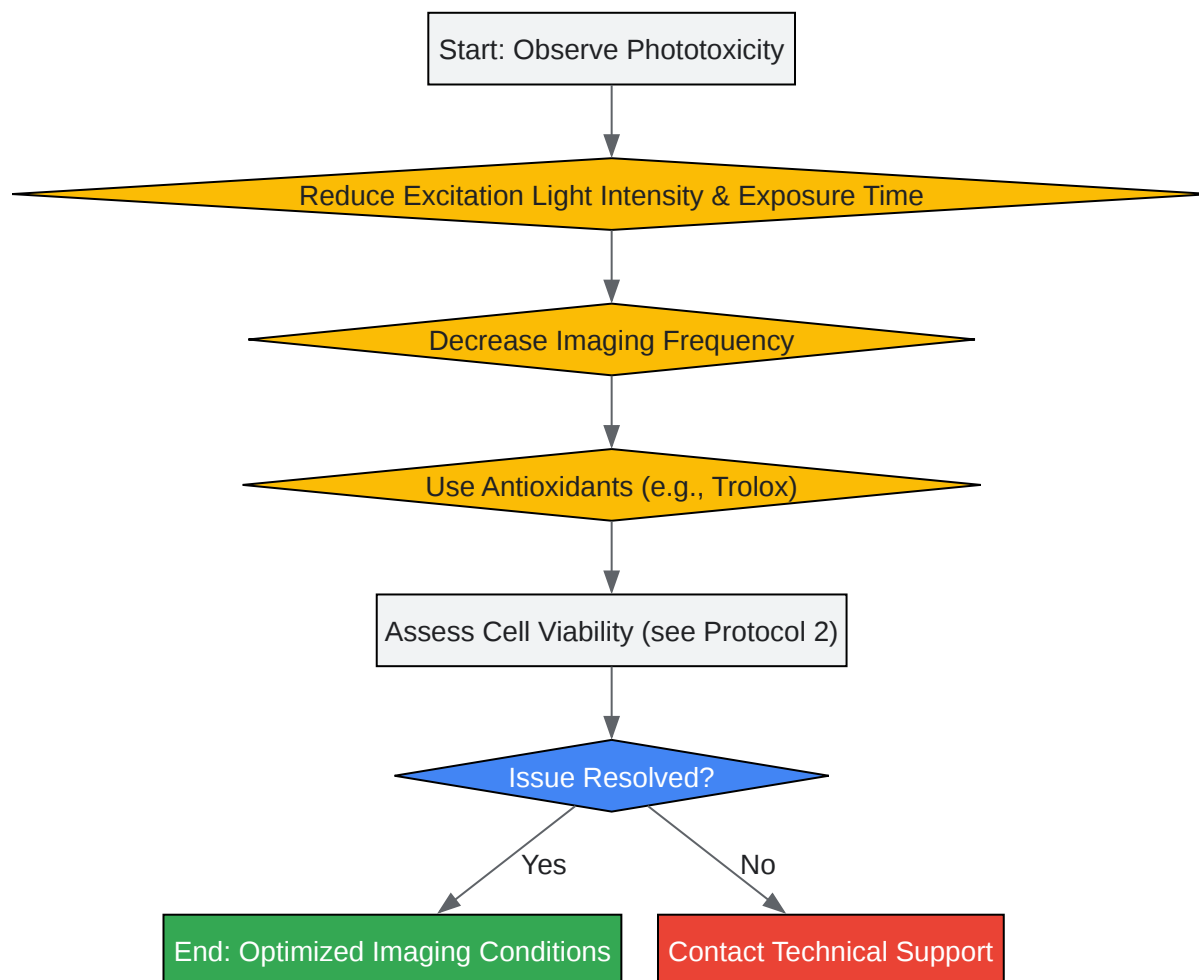 Start: Observe Phototoxicity
Reduce Excitation Light Intensity & Exposure Time
Decrease Imaging Frequency
Use Antioxidants (e.g., Trolox)
Assess Cell Viability (see Protocol 2)
Issue Resolved?
Yes
No
End: Optimized Imaging Conditions
Contact Technical Support